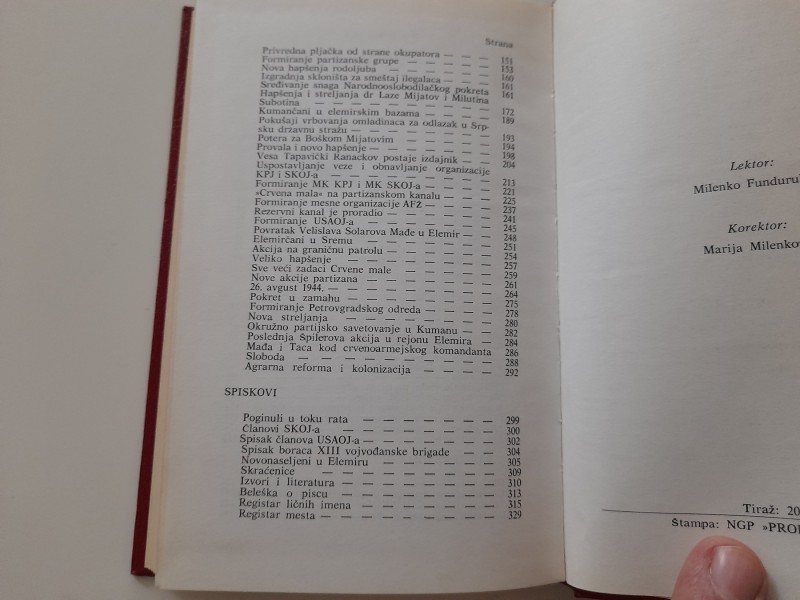 Strana
Privredna pljačka od strane okupatora — — — 151
Formiranje partizanske grupe — — — — — 153
Nova hapšenja rodoljuba — — — — — — 160
Izgradnja skloništa za smeštaj ilegalaca — — — 161
Sređivanje snaga Narodnooslobodilačkog pokreta 161
Hapšenja i streljanja dr Laze Mijatov i Milutina
Subotina — — — — — — — — 172
Kumančani u elemirskim bazama — — — — 189
Pokušaji vrbovanja omladinaca za odlazak u Srp-
sku državnu stražu — — — — — — — 193
Potera za Boškom Mijatovim — — — — — 194
Provala i novo hapšenje — — — — — — 198
Vesa Tapavički Ranackov postaje izdajnik — — 204
Uspostavljanje veze i obnavljanje organizacije
KPJ i SKOJ-a — — — — — — — — 213
Formiranje MK KPJ i MK SKOJ-a — — — — 221
»Crvena mala« na partizanskom kanalu — — — 225
Formiranje mesne organizacije AFŽ — — — — 237
Rezervni kanal je proradio — — — — — 241
Formiranje USAOJ-a — — — — — — — 245
Povratak Velislava Solarova Mađe u Elemir — — 248
Elemirčani u Sremu — — — — — — — 251
Akcija na graničnu patrolu — — — — — — 254
Veliko hapšenje — — — — — — — — 257
Sve veći zadaci Crvene male — — — — — 259
Nove akcije partizana — — — — — — — 261
26. avgust 1944. — — — — — — — — 264
Pokret u zamahu — — — — — — — — 275
Formiranje Petrovgradskog odreda — — — — 278
Nova streljanja — — — — — — — — 280
Okružno partijsko savetovanje u Kumanu — — 282
Poslednja Špilerova akcija u rejonu Elemira — — 284
Mađa i Taca kod crvenoarmejskog komandanta 286
Sloboda — — — — — — — — — 288
Agrarna reforma i kolonizacija — — — — — 292
SPISKOVI
Poginuli u toku rata — — — — — — — 299
Članovi SKOJ-a — — — — — — — 300
Spisak članova USAOJ-a — — — — — — — 302
Spisak boraca XIII vojvođanske brigade — — — 304
Novonaseljeni u Elemiru — — — — — — 305
Skraćenice — — — — — — — — 309
Izvori i literatura — — — — — — — 310
Beleška o piscu — — — — — — — — 313
Registar ličnih imena — — — — — — — 315
Registar mesta — — — — — — — — 329
Lektor:
Milenko
Korektor:
Marija
Tiraž:
Štampa: NGP